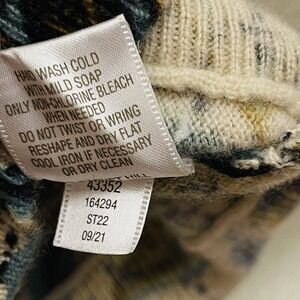 HAND WASH COLD
WITH MILD SOAP
ONLY NON-CHLORINE BLEACH
WHEN NEEDED
DO NOT TWIST OR WRING
RESHAPE AND DRY FLAT
COOL IRON IF NECESSARY
OR DRY CLEAN
HILL
43352
164294
ST22
09/21